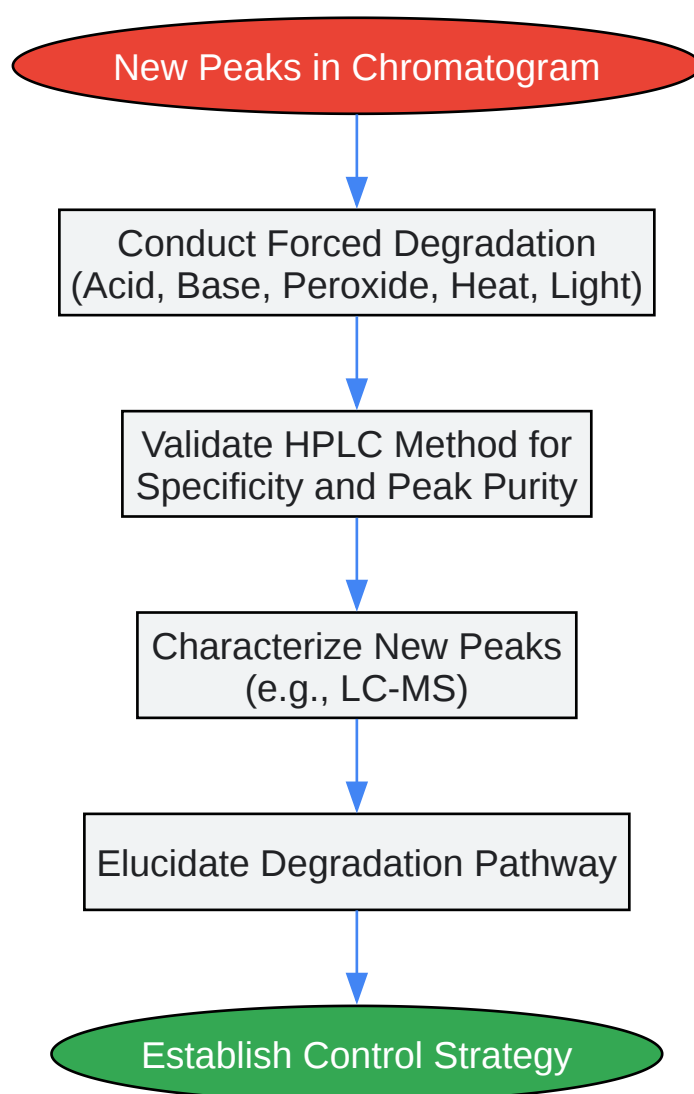 New Peaks in Chromatogram
Conduct Forced Degradation
(Acid, Base, Peroxide, Heat, Light)
Validate HPLC Method for
Specificity and Peak Purity
Characterize New Peaks
(e.g., LC-MS)
Elucidate Degradation Pathway
Establish Control Strategy